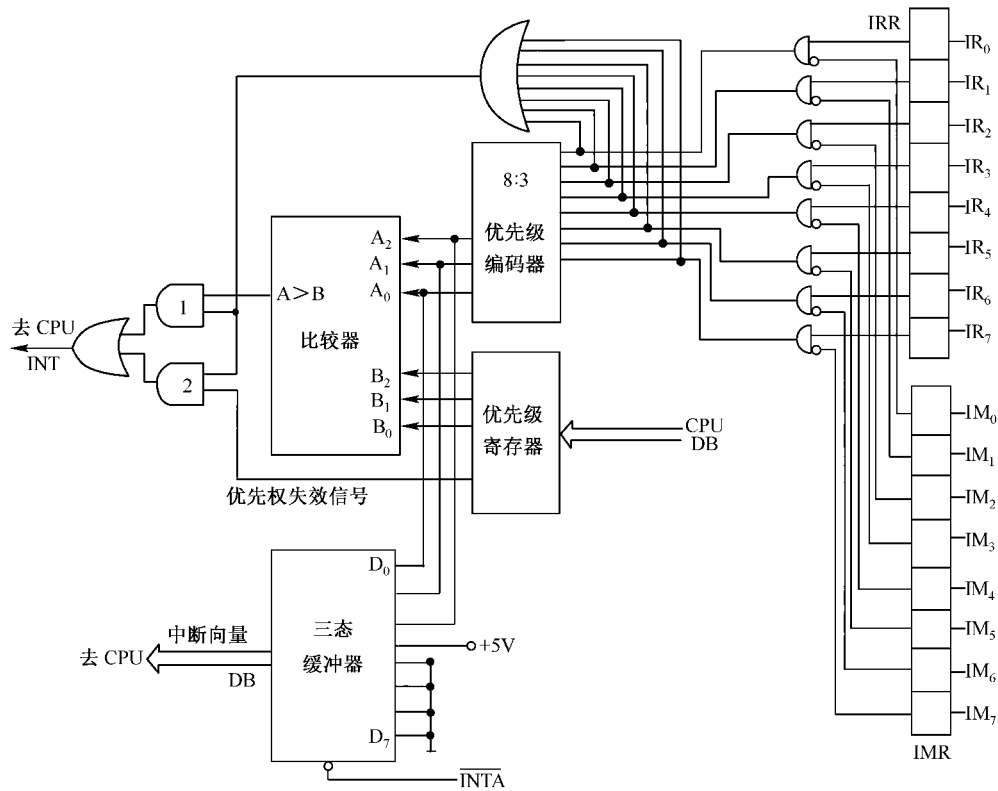 IRR
IR₀
IR₁
IR₂
IR₃
IR₄
IR₅
IR₆
IR₇
8:3
优先级
编码器
A₂
A₁
A₀
A＞B
比较器
B₂
B₁
B₀
1
2
去 CPU
INT
优先级
寄存器
CPU
DB
优先权失效信号
IM₀
IM₁
IM₂
IM₃
IM₄
IM₅
IM₆
IM₇
IMR
D₀
三态
缓冲器
D₇
+5V
中断向量
去 CPU
DB
I̅N̅T̅A̅